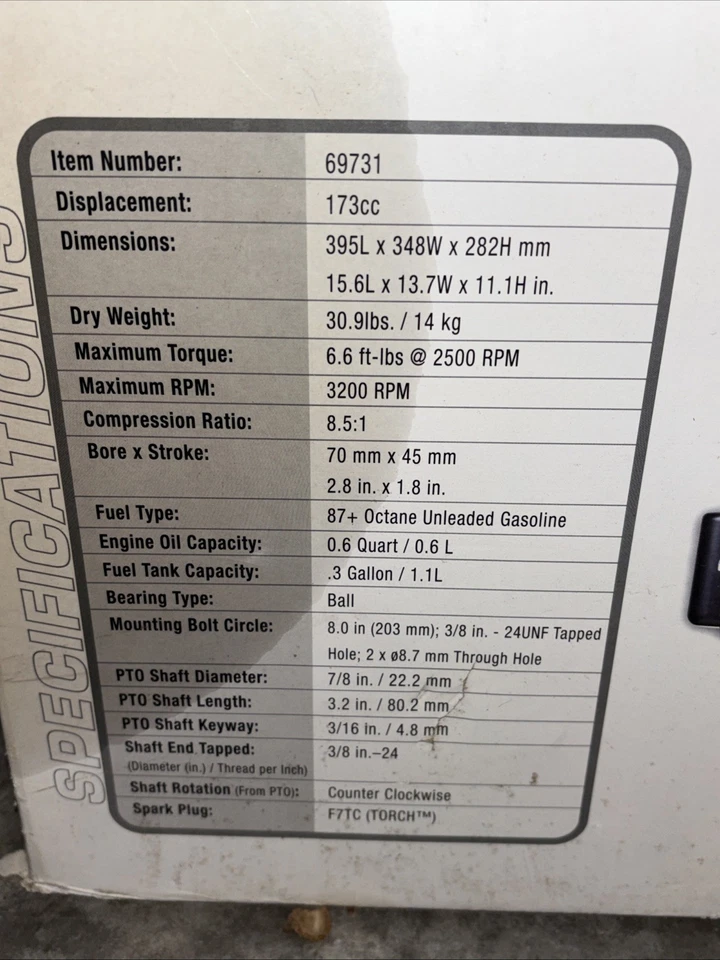 SPECIFICATIONS
Item Number: 69731
Displacement: 173cc
Dimensions: 395L x 348W x 282H mm
15.6L x 13.7W x 11.1H in.
Dry Weight: 30.9lbs. / 14 kg
Maximum Torque: 6.6 ft-lbs @ 2500 RPM
Maximum RPM: 3200 RPM
Compression Ratio: 8.5:1
Bore x Stroke: 70 mm x 45 mm
2.8 in. x 1.8 in.
Fuel Type: 87+ Octane Unleaded Gasoline
Engine Oil Capacity: 0.6 Quart / 0.6 L
Fuel Tank Capacity: .3 Gallon / 1.1L
Bearing Type: Ball
Mounting Bolt Circle: 8.0 in (203 mm); 3/8 in. - 24UNF Tapped
Hole; 2 x ø8.7 mm Through Hole
PTO Shaft Diameter: 7/8 in. / 22.2 mm
PTO Shaft Length: 3.2 in. / 80.2 mm
PTO Shaft Keyway: 3/16 in. / 4.8 mm
Shaft End Tapped: 3/8 in.–24
(Diameter (in.) / Thread per Inch)
Shaft Rotation (From PTO): Counter Clockwise
Spark Plug: F7TC (TORCH™)